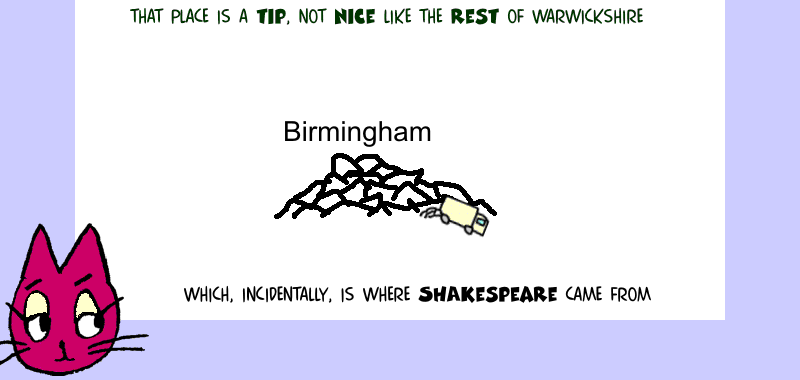 THAT PLACE IS A TIP, NOT NICE LIKE THE REST OF WARWICKSHIRE
Birmingham
WHICH, INCIDENTALLY, IS WHERE SHAKESPEARE CAME FROM